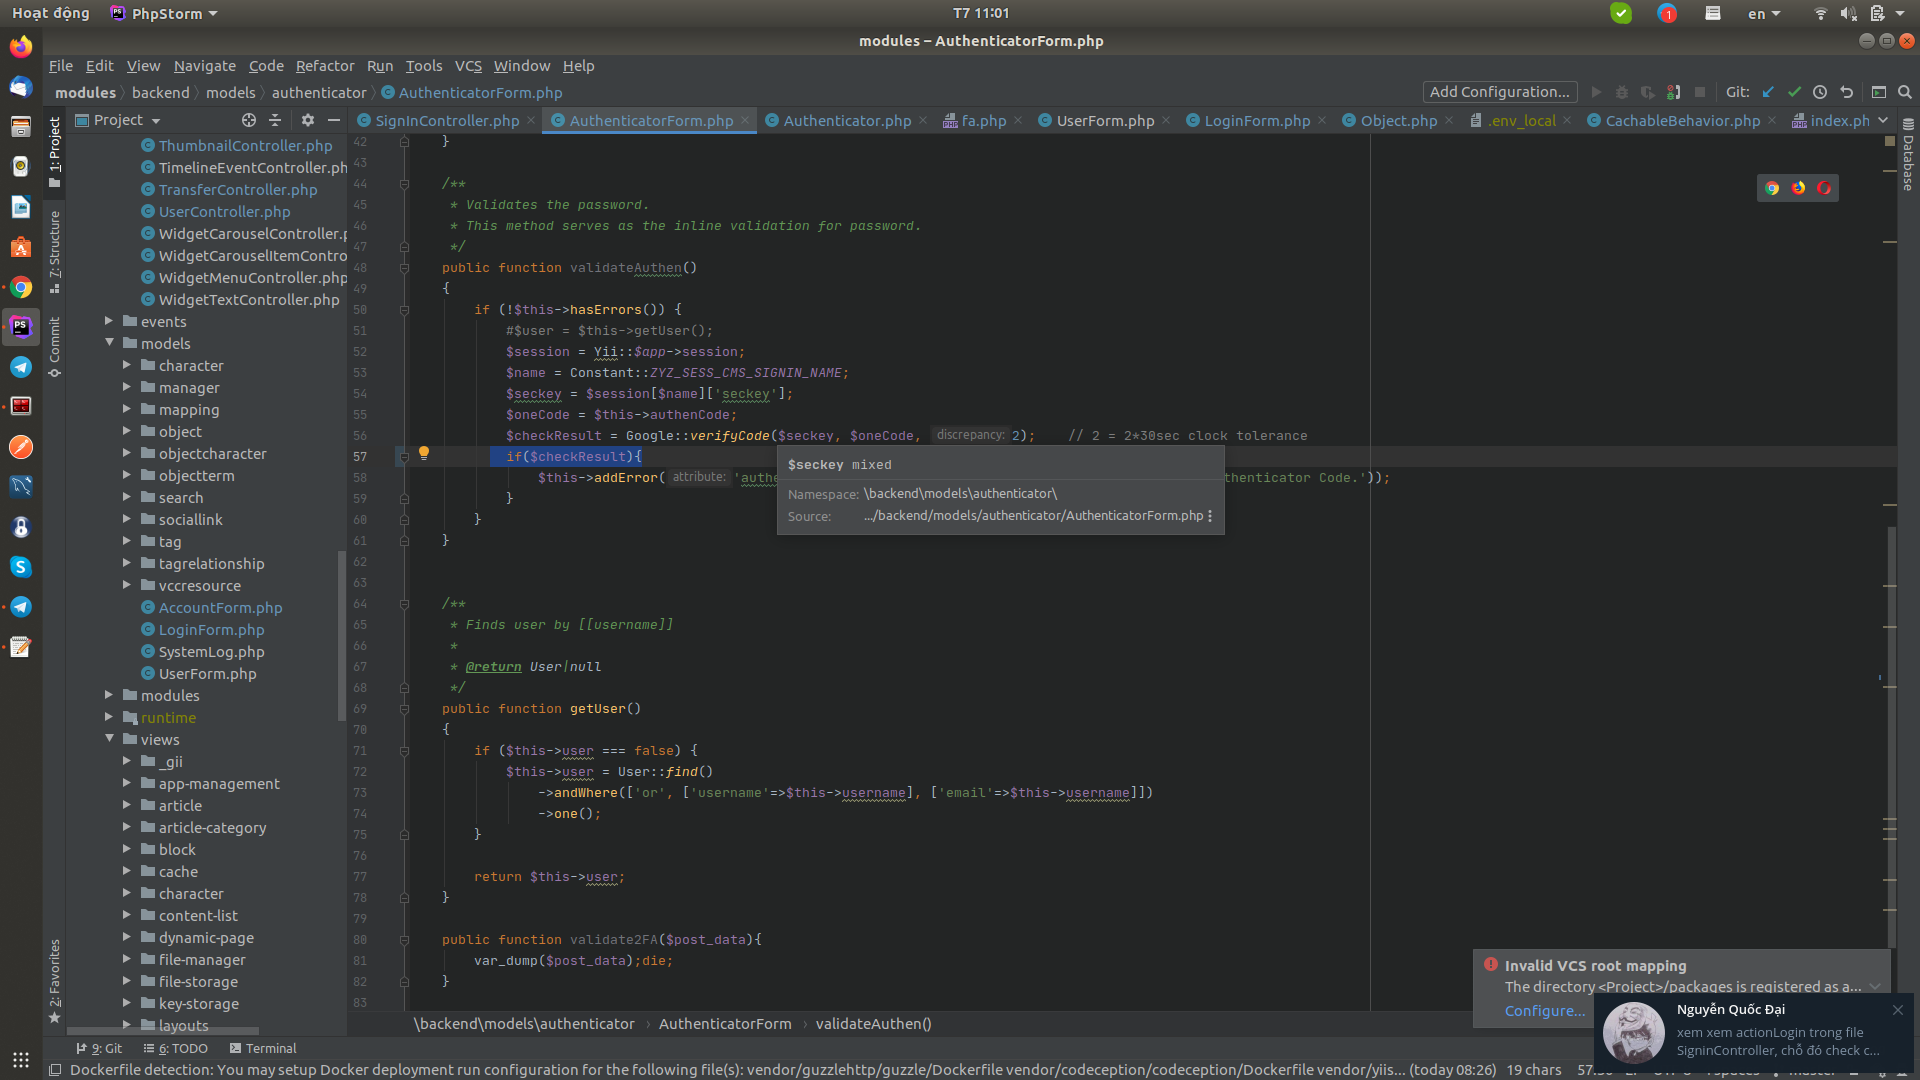 Hoạt động
PhpStorm
T7 11:01
1
en
modules – AuthenticatorForm.php
File Edit View Navigate Code Refactor Run Tools VCS Window Help
modules backend models authenticator AuthenticatorForm.php
Add Configuration...
Git:
Project
SignInController.php AuthenticatorForm.php Authenticator.php fa.php UserForm.php LoginForm.php Object.php .env_local CachableBehavior.php index.ph
1: Project
7: Structure
Commit
2: Favorites
Database
ThumbnailController.php
TimelineEventController.ph
TransferController.php
UserController.php
WidgetCarouselController.p
WidgetCarouselItemContro
WidgetMenuController.php
WidgetTextController.php
events
models
character
manager
mapping
object
objectcharacter
objectterm
search
sociallink
tag
tagrelationship
vccresource
AccountForm.php
LoginForm.php
SystemLog.php
UserForm.php
modules
runtime
views
_gii
app-management
article
article-category
block
cache
character
content-list
dynamic-page
file-manager
file-storage
key-storage
layouts
42 }
43
44 /**
45 * Validates the password.
46 * This method serves as the inline validation for password.
47 */
48 public function validateAuthen()
49 {
50 if (!$this->hasErrors()) {
51 #$user = $this->getUser();
52 $session = Yii::$app->session;
53 $name = Constant::ZYZ_SESS_CMS_SIGNIN_NAME;
54 $seckey = $session[$name]['seckey'];
55 $oneCode = $this->authenCode;
56 $checkResult = Google::verifyCode($seckey, $oneCode, discrepancy: 2); // 2 = 2*30sec clock tolerance
57 if($checkResult){
58 $this->addError( attribute: 'authe thenticator Code.'));
59 }
60 }
61 }
62
63
64 /**
65 * Finds user by [[username]]
66 *
67 * @return User|null
68 */
69 public function getUser()
70 {
71 if ($this->user === false) {
72 $this->user = User::find()
73 ->andWhere(['or', ['username'=>$this->username], ['email'=>$this->username]])
74 ->one();
75 }
76
77 return $this->user;
78 }
79
80 public function validate2FA($post_data){
81 var_dump($post_data);die;
82 }
83
$seckey mixed
Namespace: \backend\models\authenticator\
Source: .../backend/models/authenticator/AuthenticatorForm.php
\backend\models\authenticator › AuthenticatorForm › validateAuthen()
Invalid VCS root mapping
The directory <Project>/packages is registered as a...
Configure...
Nguyễn Quốc Đại
xem xem actionLogin trong file
SigninController, chỗ đó check c...
9: Git 6: TODO Terminal
Dockerfile detection: You may setup Docker deployment run configuration for the following file(s): vendor/guzzlehttp/guzzle/Dockerfile vendor/codeception/codeception/Dockerfile vendor/yiis... (today 08:26) 19 chars